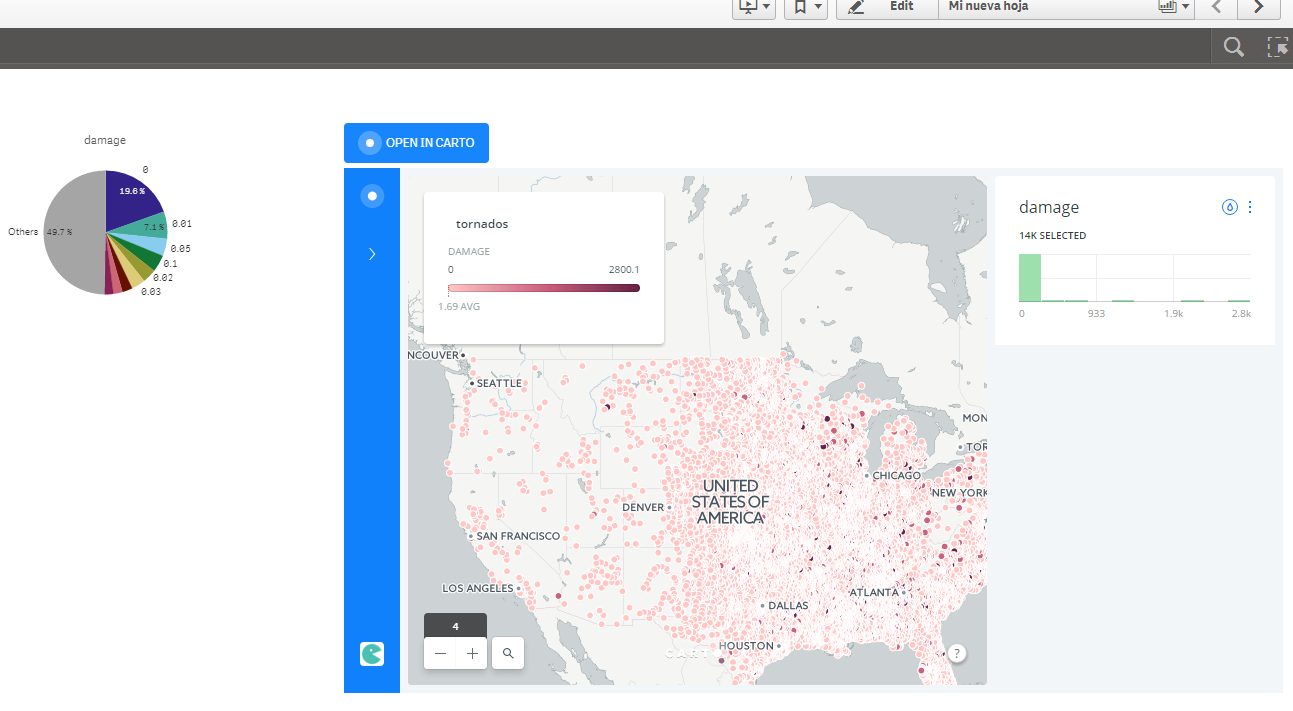 Edit
Mi nueva hoja
damage
0
19.6 %
0.01
7.1 %
0.05
0.1
0.02
0.03
Others
49.7 %
OPEN IN CARTO
tornados
DAMAGE
0
2800.1
1.69 AVG
NCOUVER
SEATTLE
MON
TOR
CHICAGO
NEW YORK
UNITED
STATES OF
AMERICA
DENVER
SAN FRANCISCO
LOS ANGELES
ATLANTA
DALLAS
HOUSTON
CART
4
?
damage
14K SELECTED
0
933
1.9k
2.8k